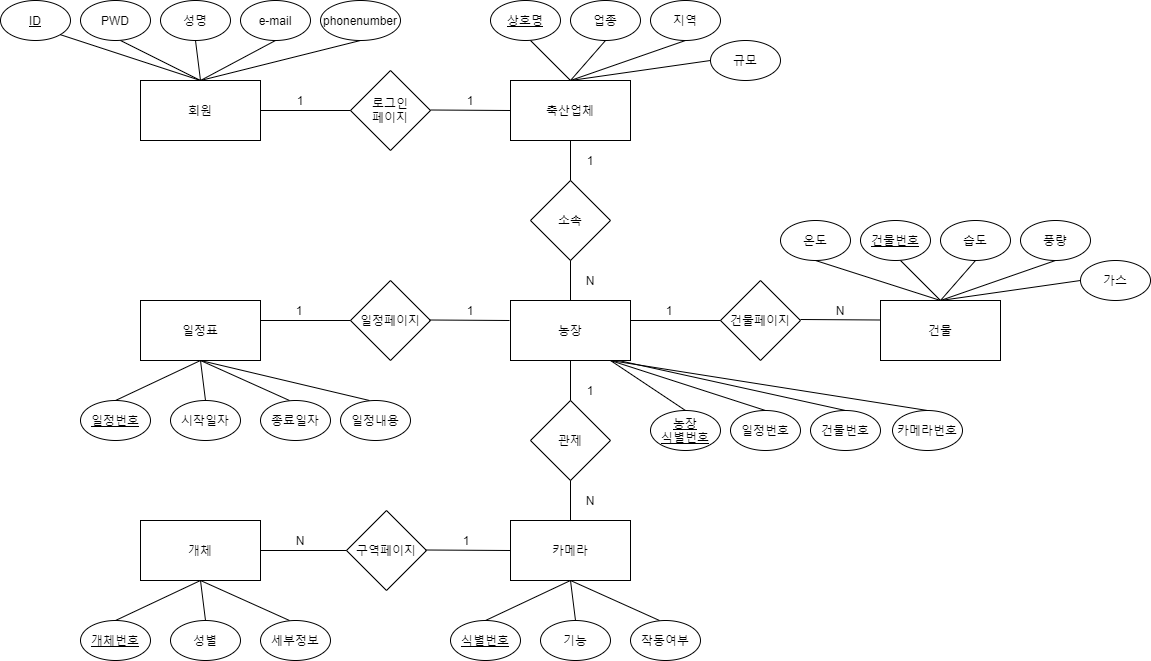 ID
PWD
성명
e-mail
phonenumber
상호명
업종
지역
규모
회원
1
로그인
페이지
1
축산업체
1
소속
N
온도
건물번호
습도
풍량
가스
일정표
1
일정페이지
1
농장
1
건물페이지
N
건물
일정번호
시작일자
종료일자
일정내용
1
관제
N
농장
식별번호
일정번호
건물번호
카메라번호
개체
N
구역페이지
1
카메라
개체번호
성별
세부정보
식별번호
기능
작동여부